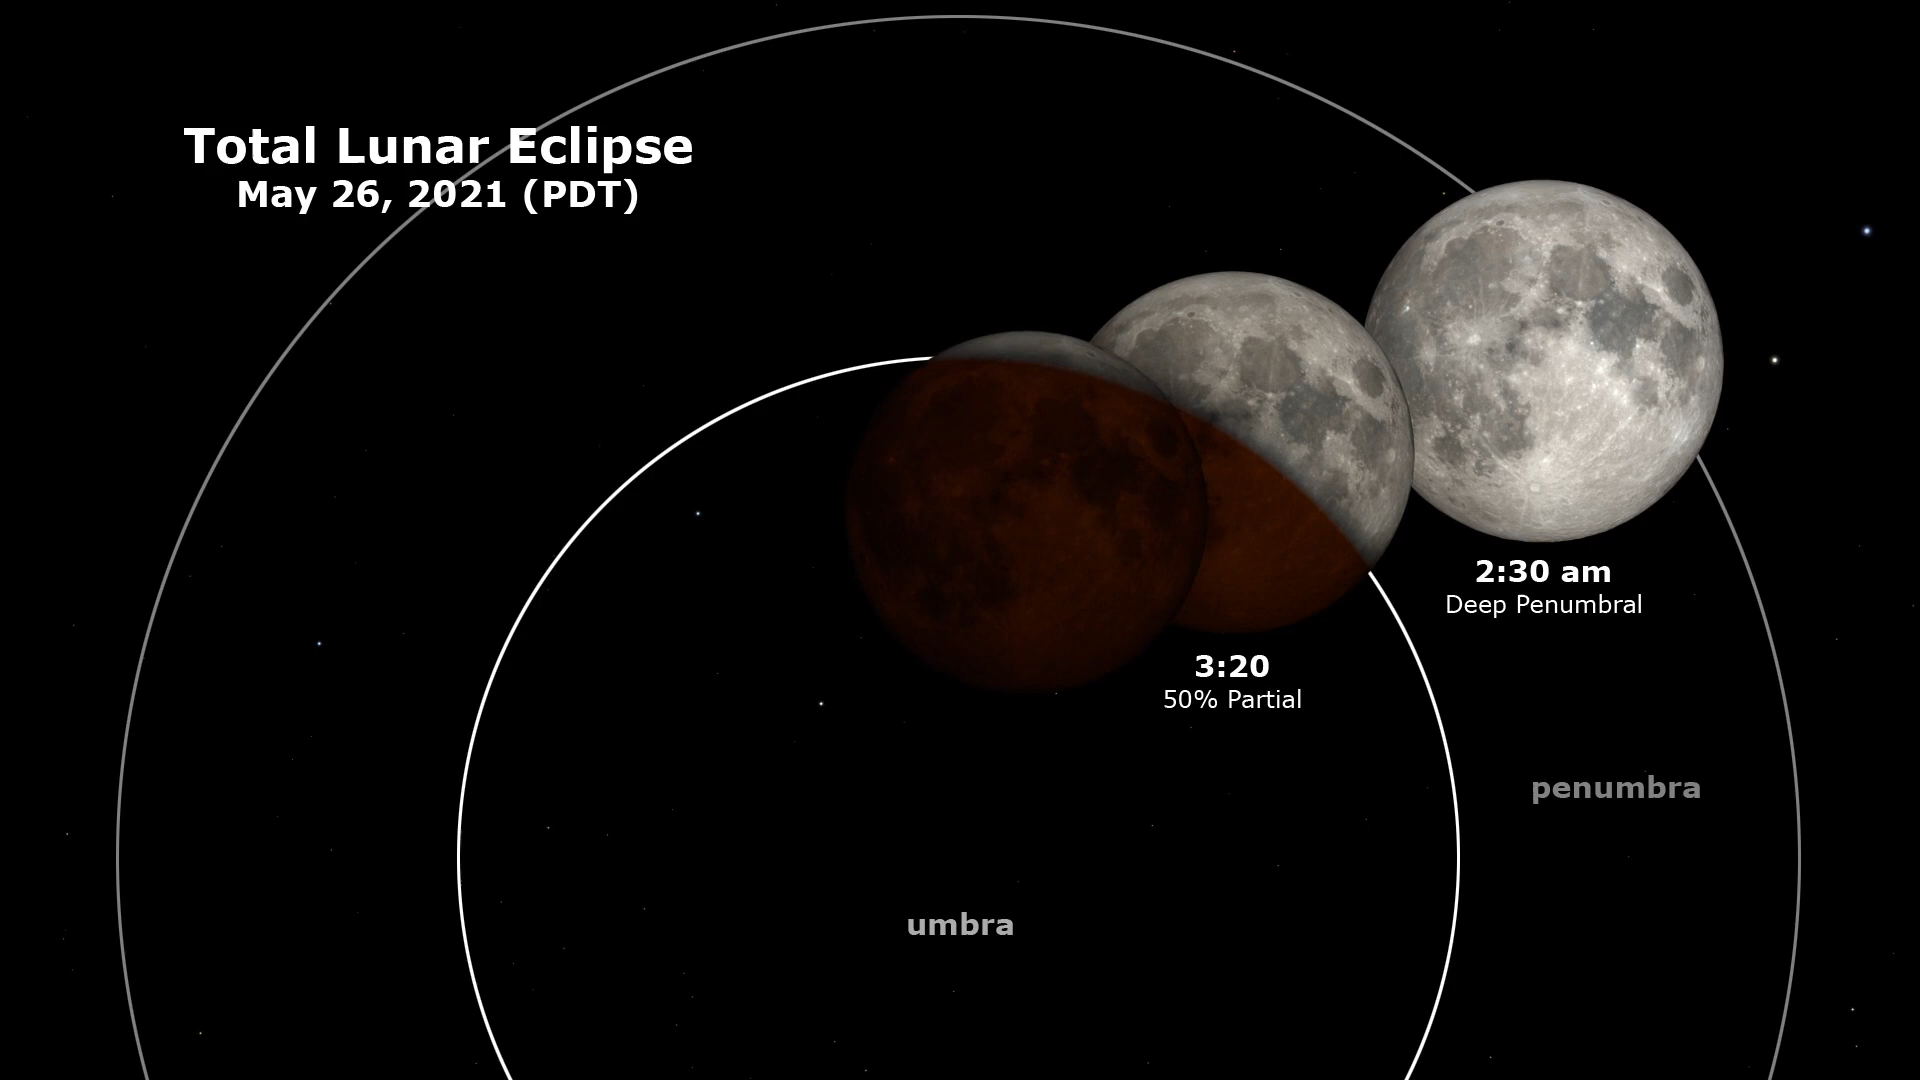 Total Lunar Eclipse
May 26, 2021 (PDT)
2:30 am
Deep Penumbral
3:20
50% Partial
penumbra
umbra